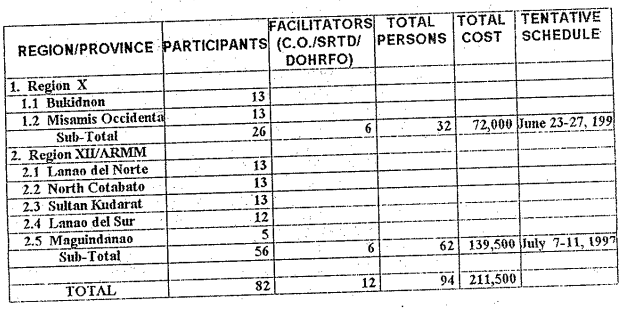 REGION/PROVINCE PARTICIPANTS FACILITATORS (C.O./SRTD/ DOHRFO) TOTAL PERSONS TOTAL COST TENTATIVE SCHEDULE
1. Region X
1.1 Bukidnon 13
1.2 Misamis Occidenta 13
Sub-Total 26 6 32 72,000 June 23-27, 199
2. Region XII/ARMM
2.1 Lanao del Norte 13
2.2 North Cotabato 13
2.3 Sultan Kudarat 13
2.4 Lanao del Sur 12
2.5 Maguindanao 5
Sub-Total 56 6 62 139,500 July 7-11, 1997
TOTAL 82 12 94 211,500